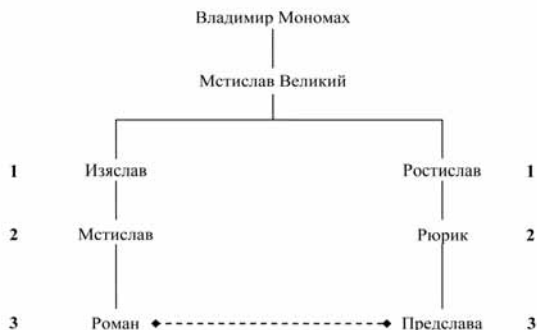 Владимир Мономах
Мстислав Великий
1 Изяслав Ростислав 1
2 Мстислав Рюрик 2
3 Роман Предслава 3